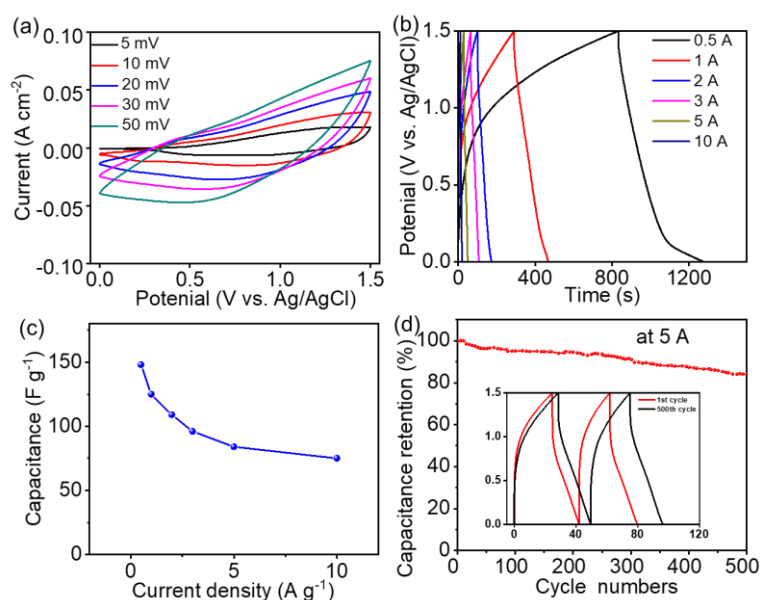 (a)
0.10
0.05
0.00
-0.05
-0.10
Current (A cm-2)
5 mV
10 mV
20 mV
30 mV
50 mV
0.0 0.5 1.0 1.5
Potenial (V vs. Ag/AgCl)
(b)
1.5
1.0
0.5
0.0
Potenial (V vs. Ag/AgCl)
0.5 A
1 A
2 A
3 A
5 A
10 A
0 400 800 1200
Time (s)
(c)
150
100
50
0
Capacitance (F g-1)
0 5 10
Current density (A g-1)
(d)
100
80
60
40
20
0
Capacitance retention (%)
at 5 A
1.5
1.0
0.5
0.0
1st cycle
500th cycle
0 40 80 120
0 100 200 300 400 500
Cycle numbers